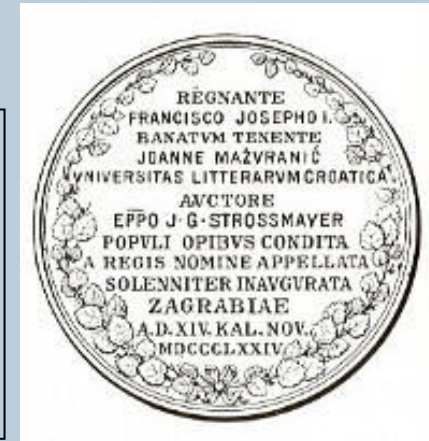 REGNANTE
FRANCISCO JOSEPHO I.
BANATVM TENENTE
JOANNE MAŽVRANIĆ
VNIVERSITAS LITTERARVM CROATICA
AVCTORE
EPPO J·G·STROSSMAYER
POPVLI OPIBVS CONDITA
A REGIS NOMINE APPELLATA
SOLENNITER INAVGVRATA
ZAGRABIAE
A.D.XIV.KAL.NOV.
MDCCCLXXIV.